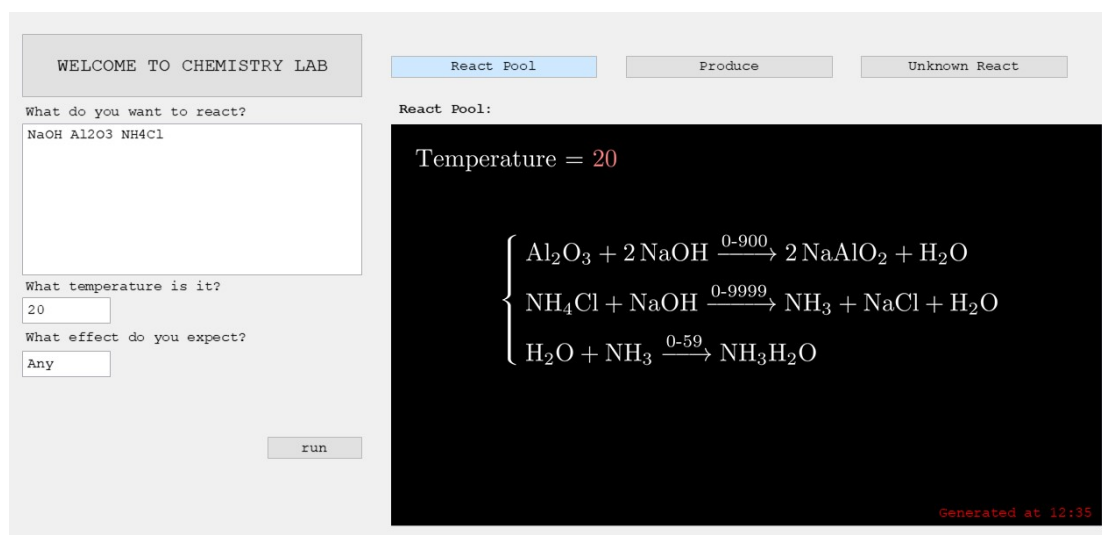 WELCOME TO CHEMISTRY LAB
What do you want to react?
NaOH Al2O3 NH4Cl
What temperature is it?
20
What effect do you expect?
Any
run
React Pool
Produce
Unknown React
React Pool:
Temperature = 20
Al₂O₃ + 2 NaOH 0-900 → 2 NaAlO₂ + H₂O
NH₄Cl + NaOH 0-9999 → NH₃ + NaCl + H₂O
H₂O + NH₃ 0-59 → NH₃H₂O
Generated at 12:35